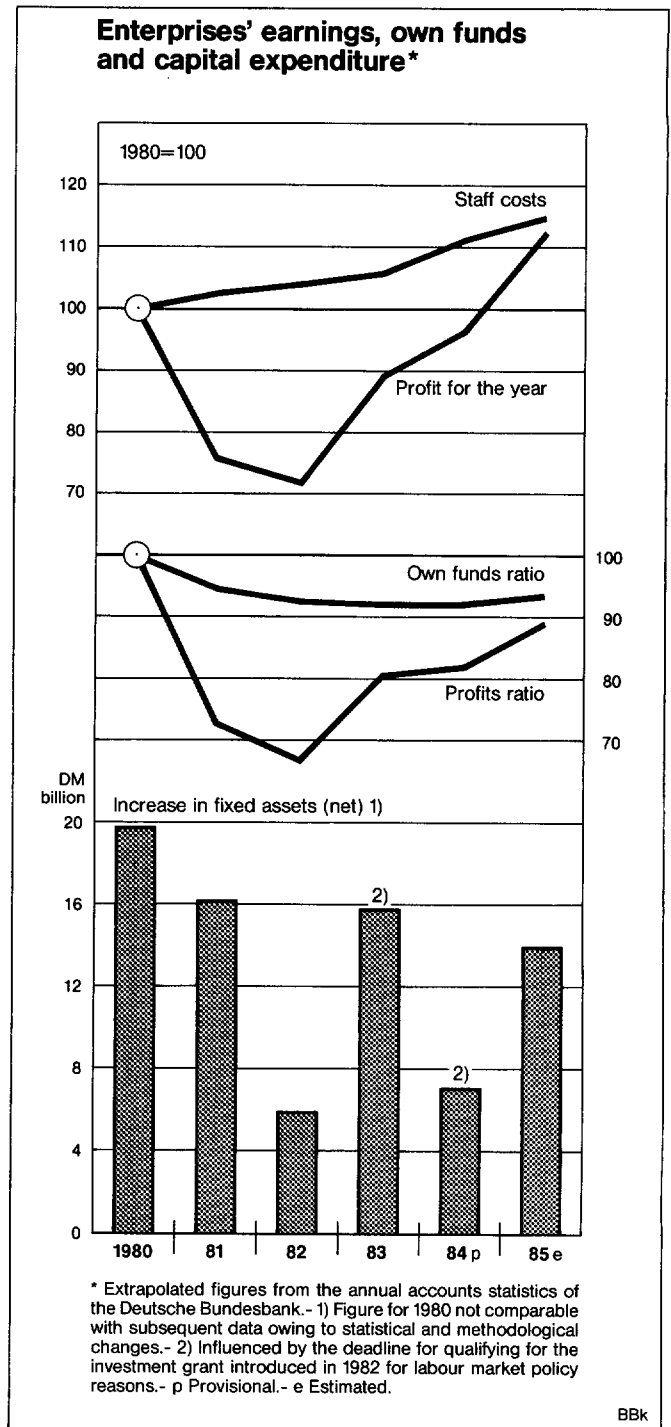 Enterprises' earnings, own funds
and capital expenditure*
1980=100
120
110
100
90
80
70
Staff costs
Profit for the year
100
90
80
70
Own funds ratio
Profits ratio
DM
billion
Increase in fixed assets (net) 1)
20
16
12
8
4
0
2)
2)
1980 81 82 83 84 p 85 e
* Extrapolated figures from the annual accounts statistics of
the Deutsche Bundesbank.- 1) Figure for 1980 not comparable
with subsequent data owing to statistical and methodological
changes.- 2) Influenced by the deadline for qualifying for the
investment grant introduced in 1982 for labour market policy
reasons.- p Provisional.- e Estimated.
BBk